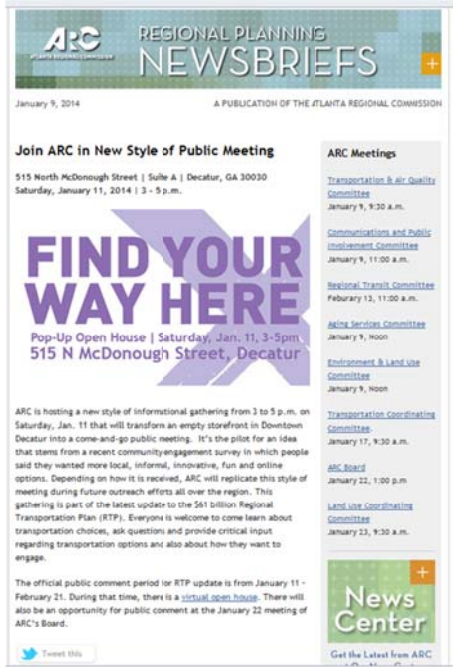 ARC
ATLANTA REGIONAL COMMISSION
REGIONAL PLANNING
NEWSBRIEFS
+
January 9, 2014
A PUBLICATION OF THE ATLANTA REGIONAL COMMISSION
Join ARC in New Style of Public Meeting
515 North McDonough Street | Suite A | Decatur, GA 30030
Saturday, January 11, 2014 | 3 - 5 p.m.
FIND YOUR
WAY HERE
Pop-Up Open House | Saturday, Jan. 11, 3-5pm
515 N McDonough Street, Decatur
ARC is hosting a new style of informational gathering from 3 to 5 p.m. on
Saturday, Jan. 11 that will transform an empty storefront in Downtown
Decatur into a come-and-go public meeting. It's the pilot for an idea
that stems from a recent community engagement survey in which people
said they wanted more local, informal, innovative, fun and online
options. Depending on how it is received, ARC will replicate this style of
meeting during future outreach efforts all over the region. This
gathering is part of the latest update to the $61 billion Regional
Transportation Plan (RTP). Everyone is welcome to come learn about
transportation choices, ask questions and provide critical input
regarding transportation options and also about how they want to
engage.
The official public comment period for RTP update is from January 11 -
February 21. During that time, there is a virtual open house. There will
also be an opportunity for public comment at the January 22 meeting of
ARC's Board.
Tweet this
ARC Meetings
Transportation & Air Quality
Committee
January 9, 9:30 a.m.
Communications and Public
Involvement Committee
January 9, 11:00 a.m.
Regional Transit Committee
Feburary 13, 11:00 a.m.
Aging Services Committee
January 9, Noon
Environment & Land Use
Committee
January 9, Noon
Transportation Coordinating
Committee
January 17, 9:30 a.m.
ARC Board
January 22, 1:00 p.m
Land Use Coordinating
Committee
January 23, 9:30 a.m.
+
News
Center
Get the Latest from ARC